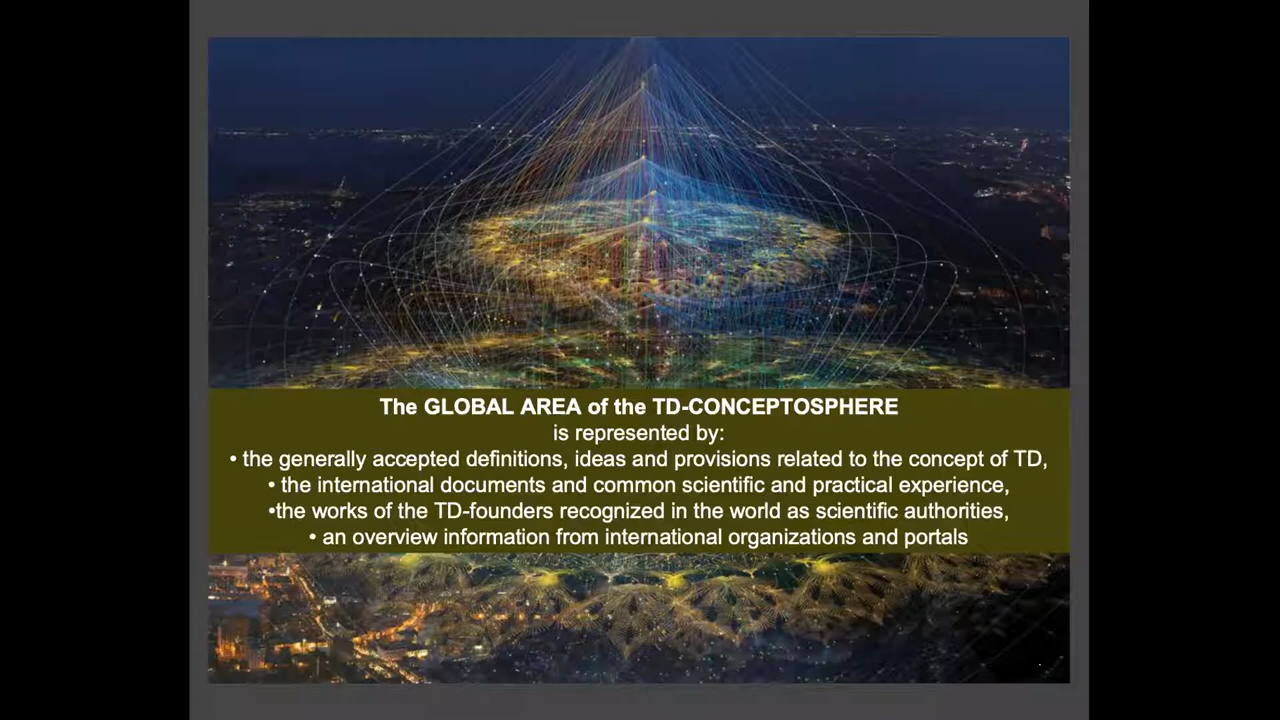 The GLOBAL AREA of the TD-CONCEPTOSPHERE
is represented by:
• the generally accepted definitions, ideas and provisions related to the concept of TD,
• the international documents and common scientific and practical experience,
•the works of the TD-founders recognized in the world as scientific authorities,
• an overview information from international organizations and portals